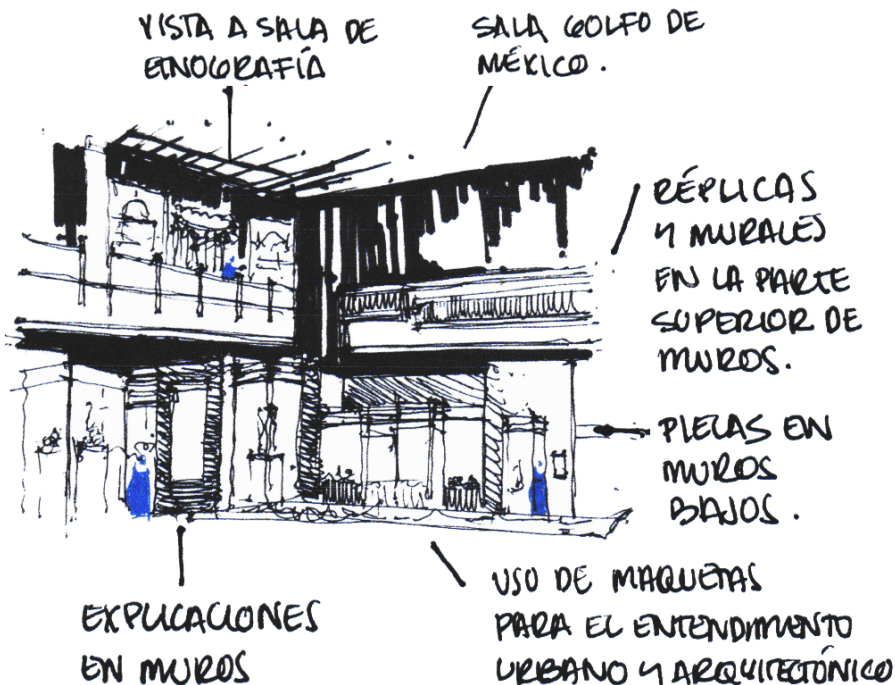 VISTA A SALA DE
ETNOGRAFÍA
SALA GOLFO DE
MÉXICO.
RÉPLICAS
Y MURALES
EN LA PARTE
SUPERIOR DE
MUROS.
PIEZAS EN
MUROS
BAJOS.
USO DE MAQUETAS
PARA EL ENTENDIMIENTO
URBANO Y ARQUITECTÓNICO
EXPLICACIONES
EN MUROS